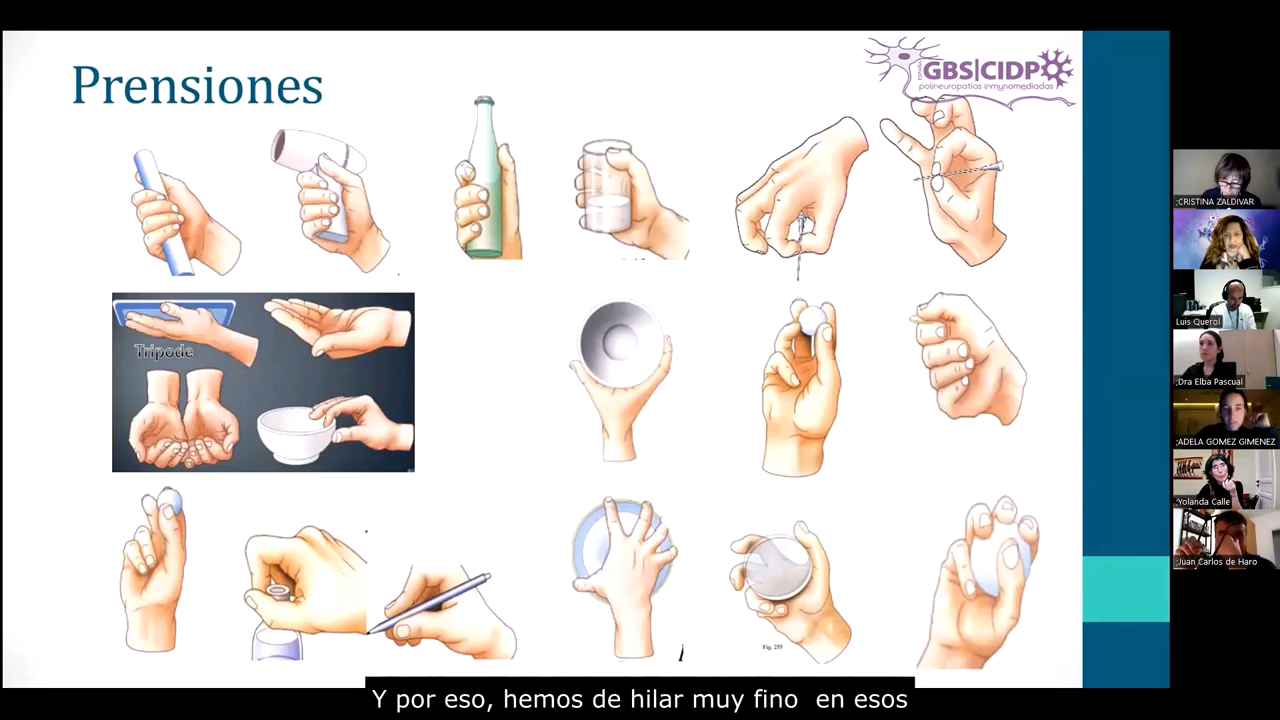 Prensiones
ESPAÑA
GBS|CIDP
polineuropatías inmunomediadas
Tripode
Fig. 255
;CRISTINA ZALDIVAR
Luis Querol
;Dra Elba Pascual
;ADELA GOMEZ GIMENEZ
;Yolanda Calle
;Juan Carlos de Haro
Y por eso, hemos de hilar muy fino en esos